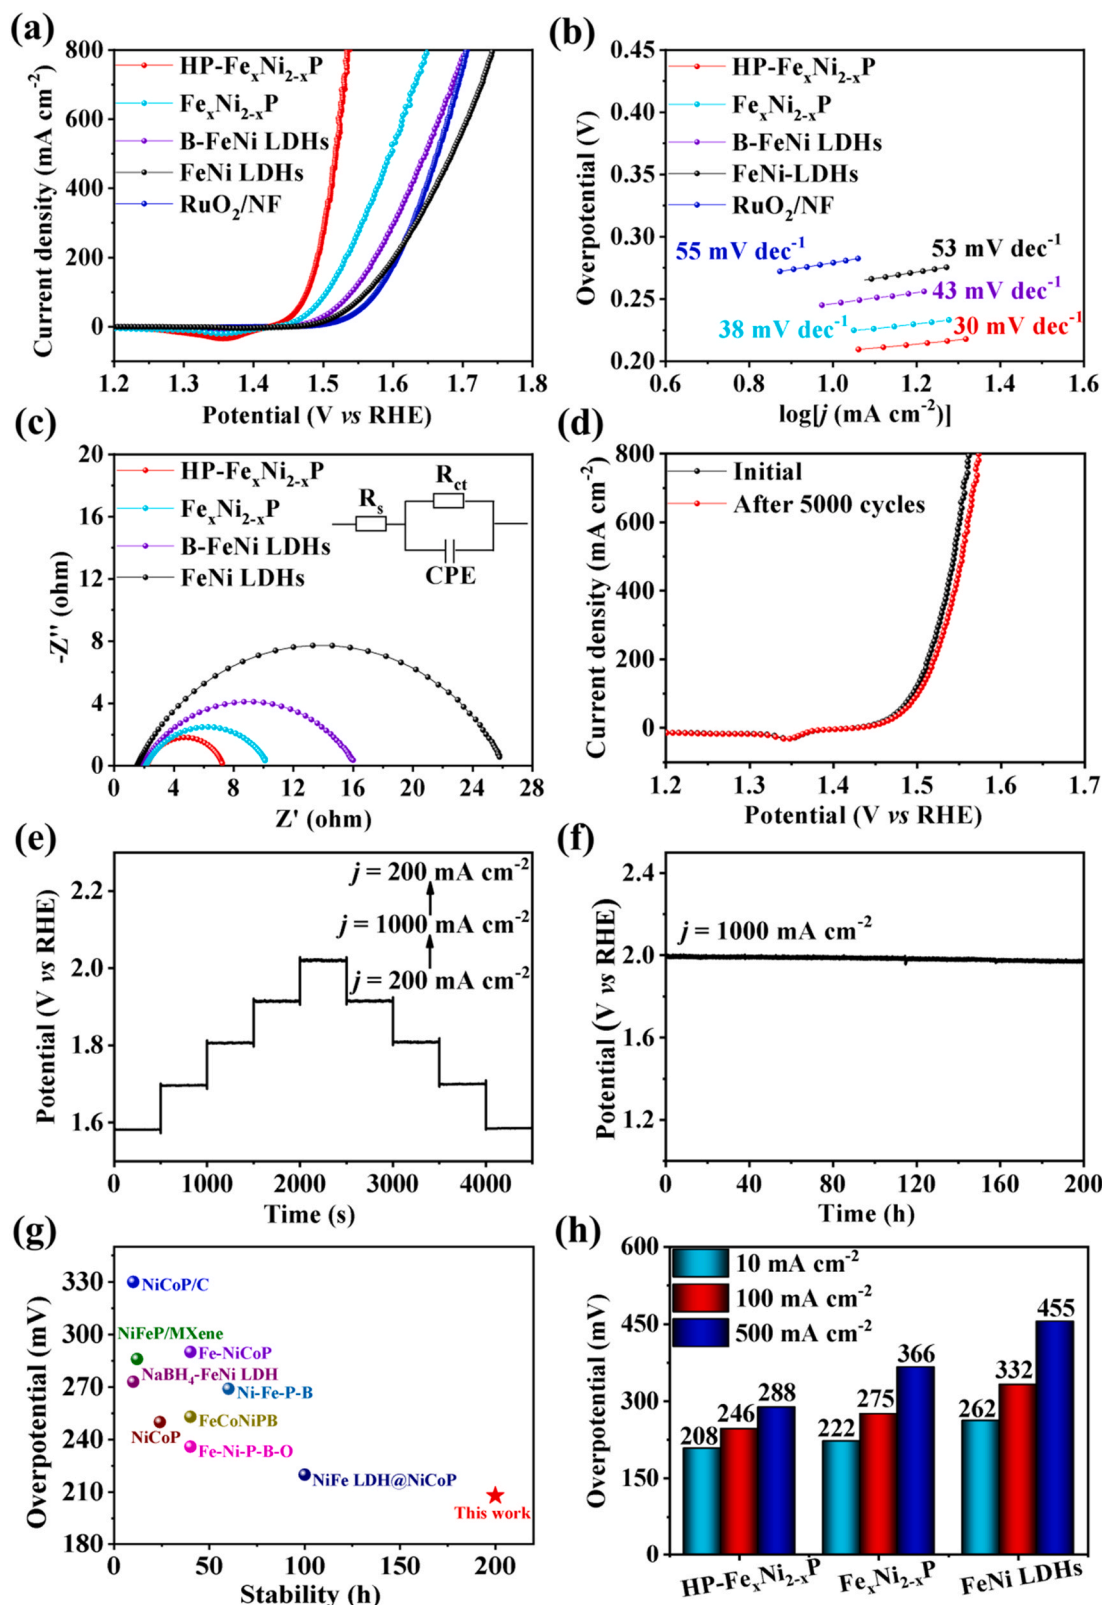 (a)
800
600
400
200
0
Current density (mA cm⁻²)
HP-FeₓNi₂₋ₓP
FeₓNi₂₋ₓP
B-FeNi LDHs
FeNi LDHs
RuO₂/NF
1.2 1.3 1.4 1.5 1.6 1.7 1.8
Potential (V vs RHE)
(b)
0.45
0.40
0.35
0.30
0.25
0.20
Overpotential (V)
HP-FeₓNi₂₋ₓP
FeₓNi₂₋ₓP
B-FeNi LDHs
FeNi-LDHs
RuO₂/NF
55 mV dec⁻¹
53 mV dec⁻¹
43 mV dec⁻¹
38 mV dec⁻¹
30 mV dec⁻¹
0.6 0.8 1.0 1.2 1.4 1.6
log[j (mA cm⁻²)]
(c)
20
16
12
8
4
0
-Z'' (ohm)
HP-FeₓNi₂₋ₓP
FeₓNi₂₋ₓP
B-FeNi LDHs
FeNi LDHs
Rₛ
R꜀ₜ
CPE
0 4 8 12 16 20 24 28
Z' (ohm)
(d)
800
600
400
200
0
Current density (mA cm⁻²)
Initial
After 5000 cycles
1.2 1.3 1.4 1.5 1.6 1.7
Potential (V vs RHE)
(e)
2.2
2.0
1.8
1.6
Potential (V vs RHE)
j = 200 mA cm⁻²
j = 1000 mA cm⁻²
j = 200 mA cm⁻²
0 1000 2000 3000 4000
Time (s)
(f)
2.4
2.0
1.6
1.2
Potential (V vs RHE)
j = 1000 mA cm⁻²
0 40 80 120 160 200
Time (h)
(g)
330
300
270
240
210
180
Overpotential (mV)
NiCoP/C
NiFeP/MXene
Fe-NiCoP
NaBH₄-FeNi LDH
Ni-Fe-P-B
FeCoNiPB
NiCoP
Fe-Ni-P-B-O
NiFe LDH@NiCoP
This work
0 50 100 150 200
Stability (h)
(h)
600
450
300
150
0
Overpotential (mV)
10 mA cm⁻²
100 mA cm⁻²
500 mA cm⁻²
208 246 288
222 275 366
262 332 455
HP-FeₓNi₂₋ₓP FeₓNi₂₋ₓP FeNi LDHs